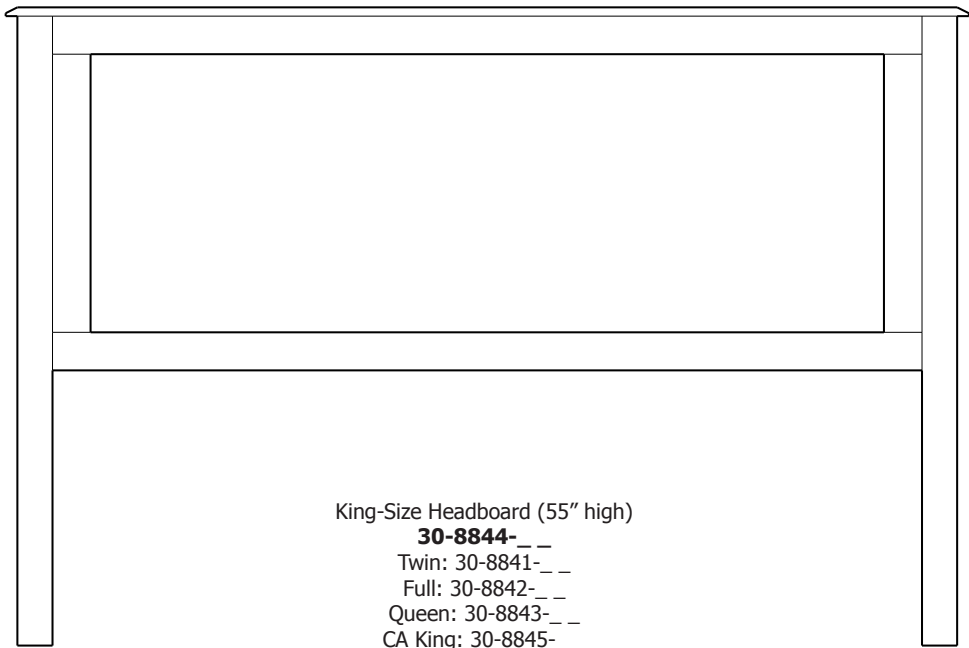 King-Size Headboard (55” high)
30-8844-_ _
Twin: 30-8841-_ _
Full: 30-8842-_ _
Queen: 30-8843-_ _
CA King: 30-8845-